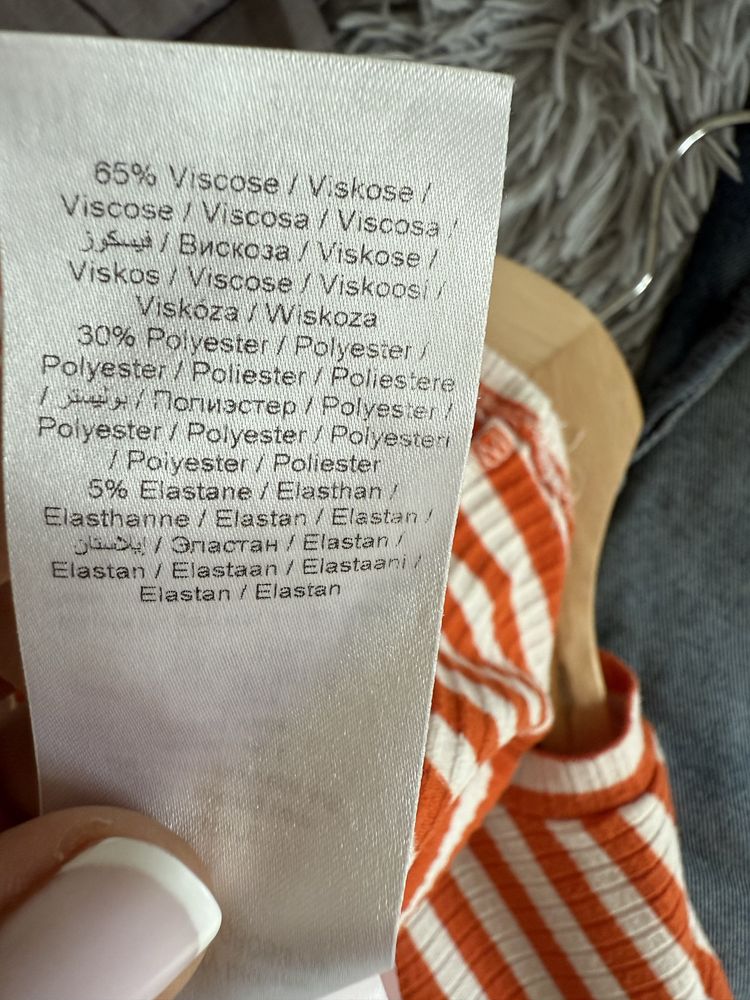 65% Viscose / Viskose /
Viscose / Viscosa / Viscosa /
فيسكوز / Вискоза / Viskose /
Viskos / Viscose / Viskoosi /
Viskóza / Wiskoza
30% Polyester / Polyester /
Polyester / Poliester / Poliestere
/ بوليستر / Полиэстер / Polyester /
Polyester / Polyester / Polyesteri
/ Polyester / Poliester
5% Elastane / Elasthan /
Elasthanne / Elastan / Elastan /
إيلاستان / Эластан / Elastan /
Elastan / Elastaan / Elastaani /
Elastan / Elastan